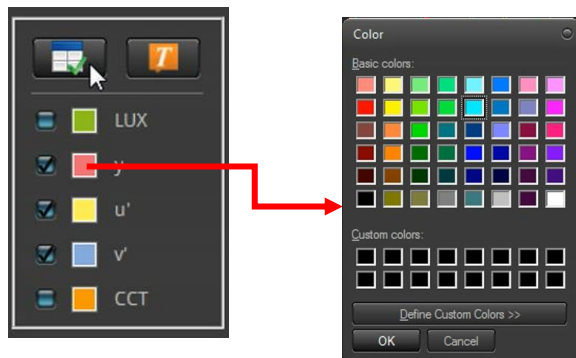 T
LUX
y
u'
v'
CCT
Color
Basic colors:
Custom colors:
Define Custom Colors >>
OK
Cancel